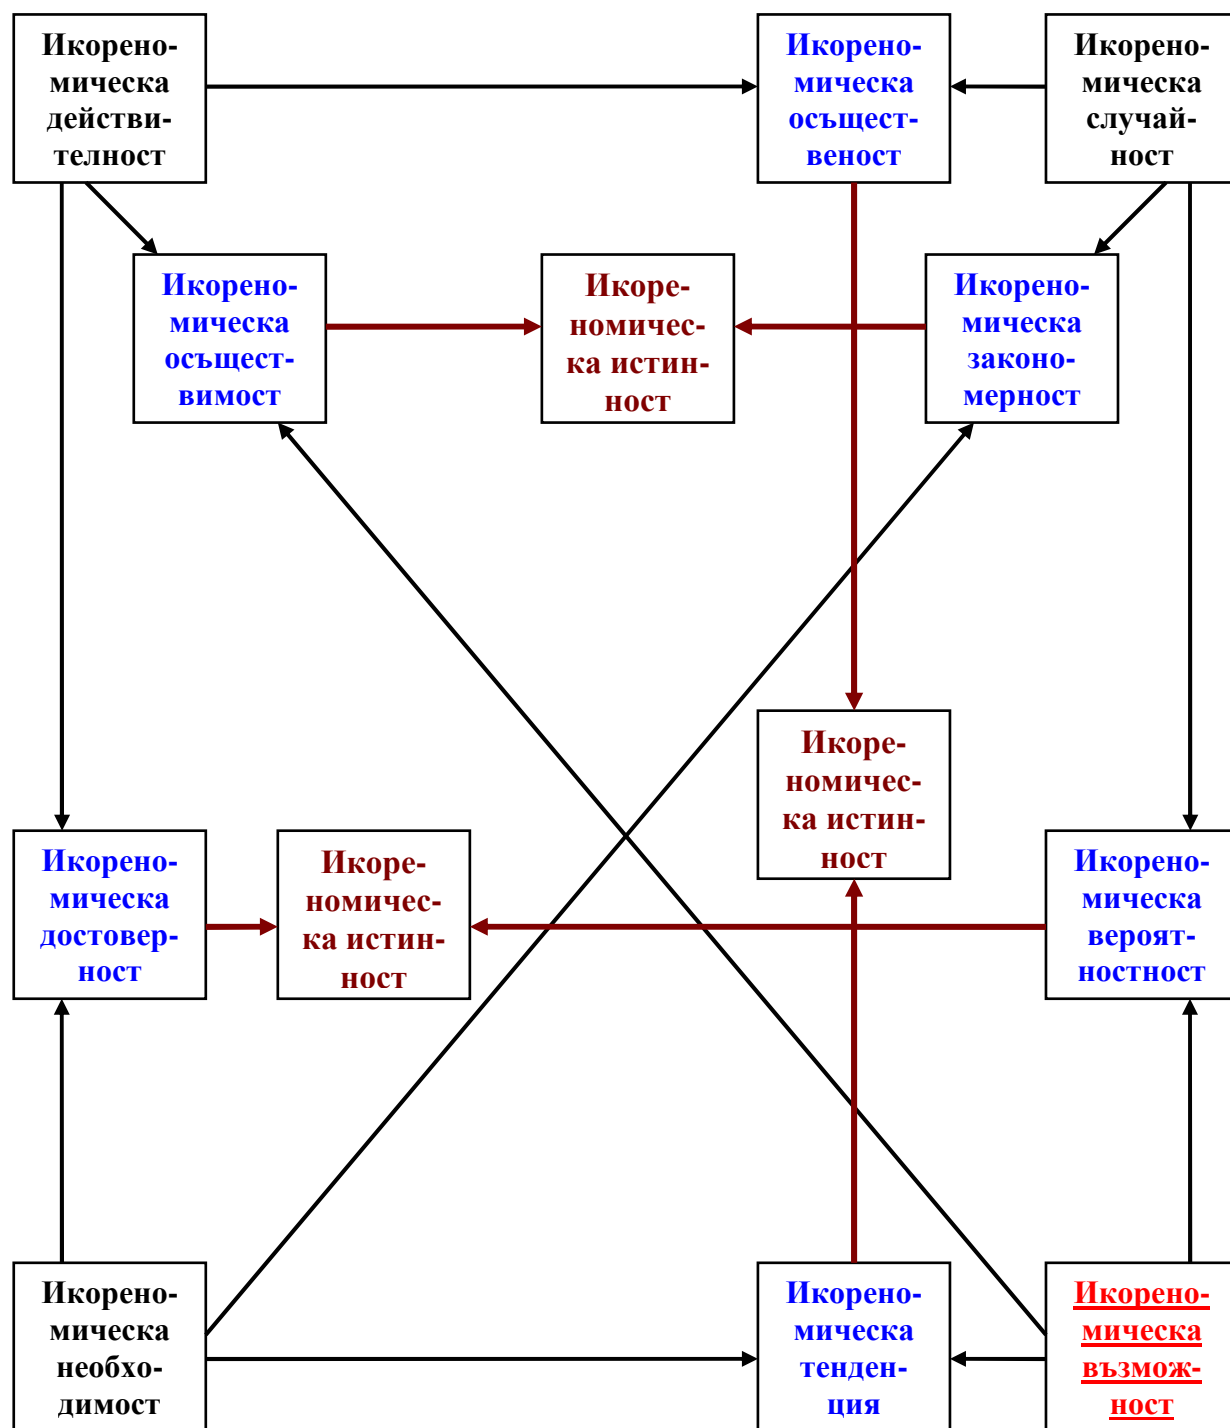 Икорено-
мическа
действи-
телност
Икорено-
мическа
осъщест-
веност
Икорено-
мическа
случай-
ност
Икорено-
мическа
осъщест-
вимост
Икоре-
номичес-
ка истин-
ност
Икорено-
мическа
законо-
мерност
Икоре-
номичес-
ка истин-
ност
Икорено-
мическа
достовер-
ност
Икоре-
номичес-
ка истин-
ност
Икорено-
мическа
вероят-
ностност
Икорено-
мическа
необхо-
димост
Икорено-
мическа
тенден-
ция
Икорено-
мическа
възмож-
ност